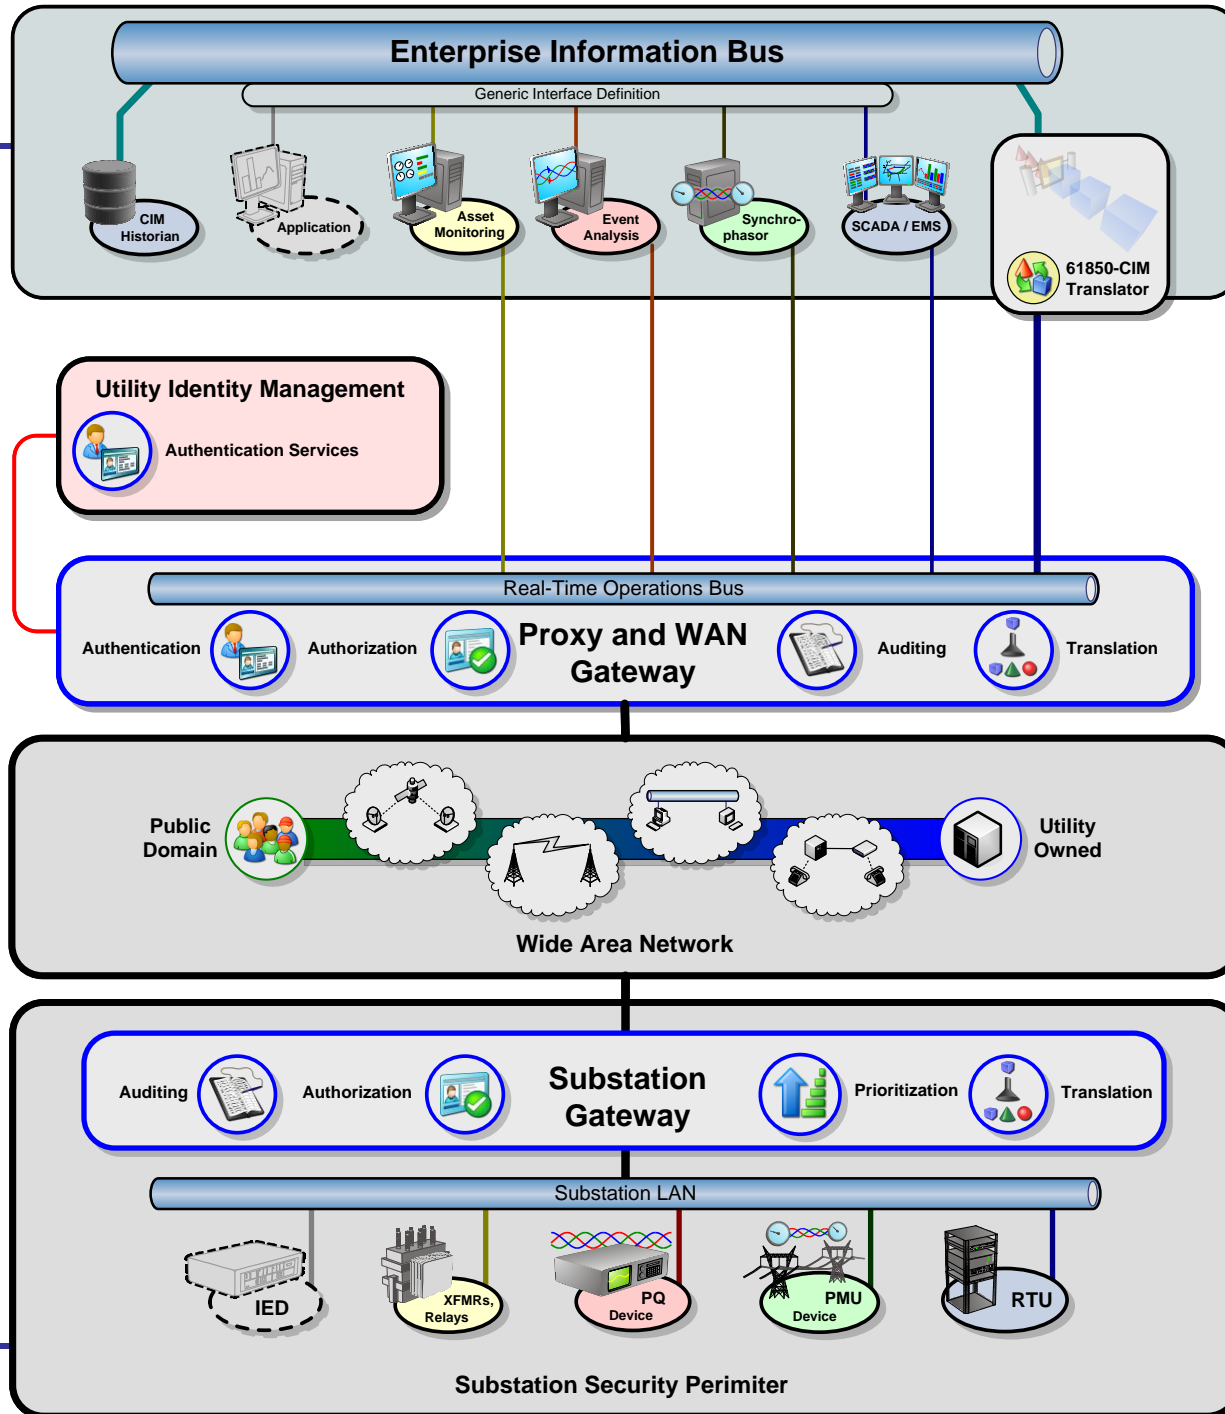 Enterprise Information Bus
Generic Interface Definition
CIM
Historian
Application
Asset
Monitoring
Event
Analysis
Synchro-
phasor
SCADA / EMS
61850-CIM
Translator
Utility Identity Management
Authentication Services
Real-Time Operations Bus
Authentication
Authorization
Proxy and WAN
Gateway
Auditing
Translation
Public
Domain
Utility
Owned
Wide Area Network
Auditing
Authorization
Substation
Gateway
Prioritization
Translation
Substation LAN
IED
XFMRs,
Relays
PQ
Device
PMU
Device
RTU
Substation Security Perimiter